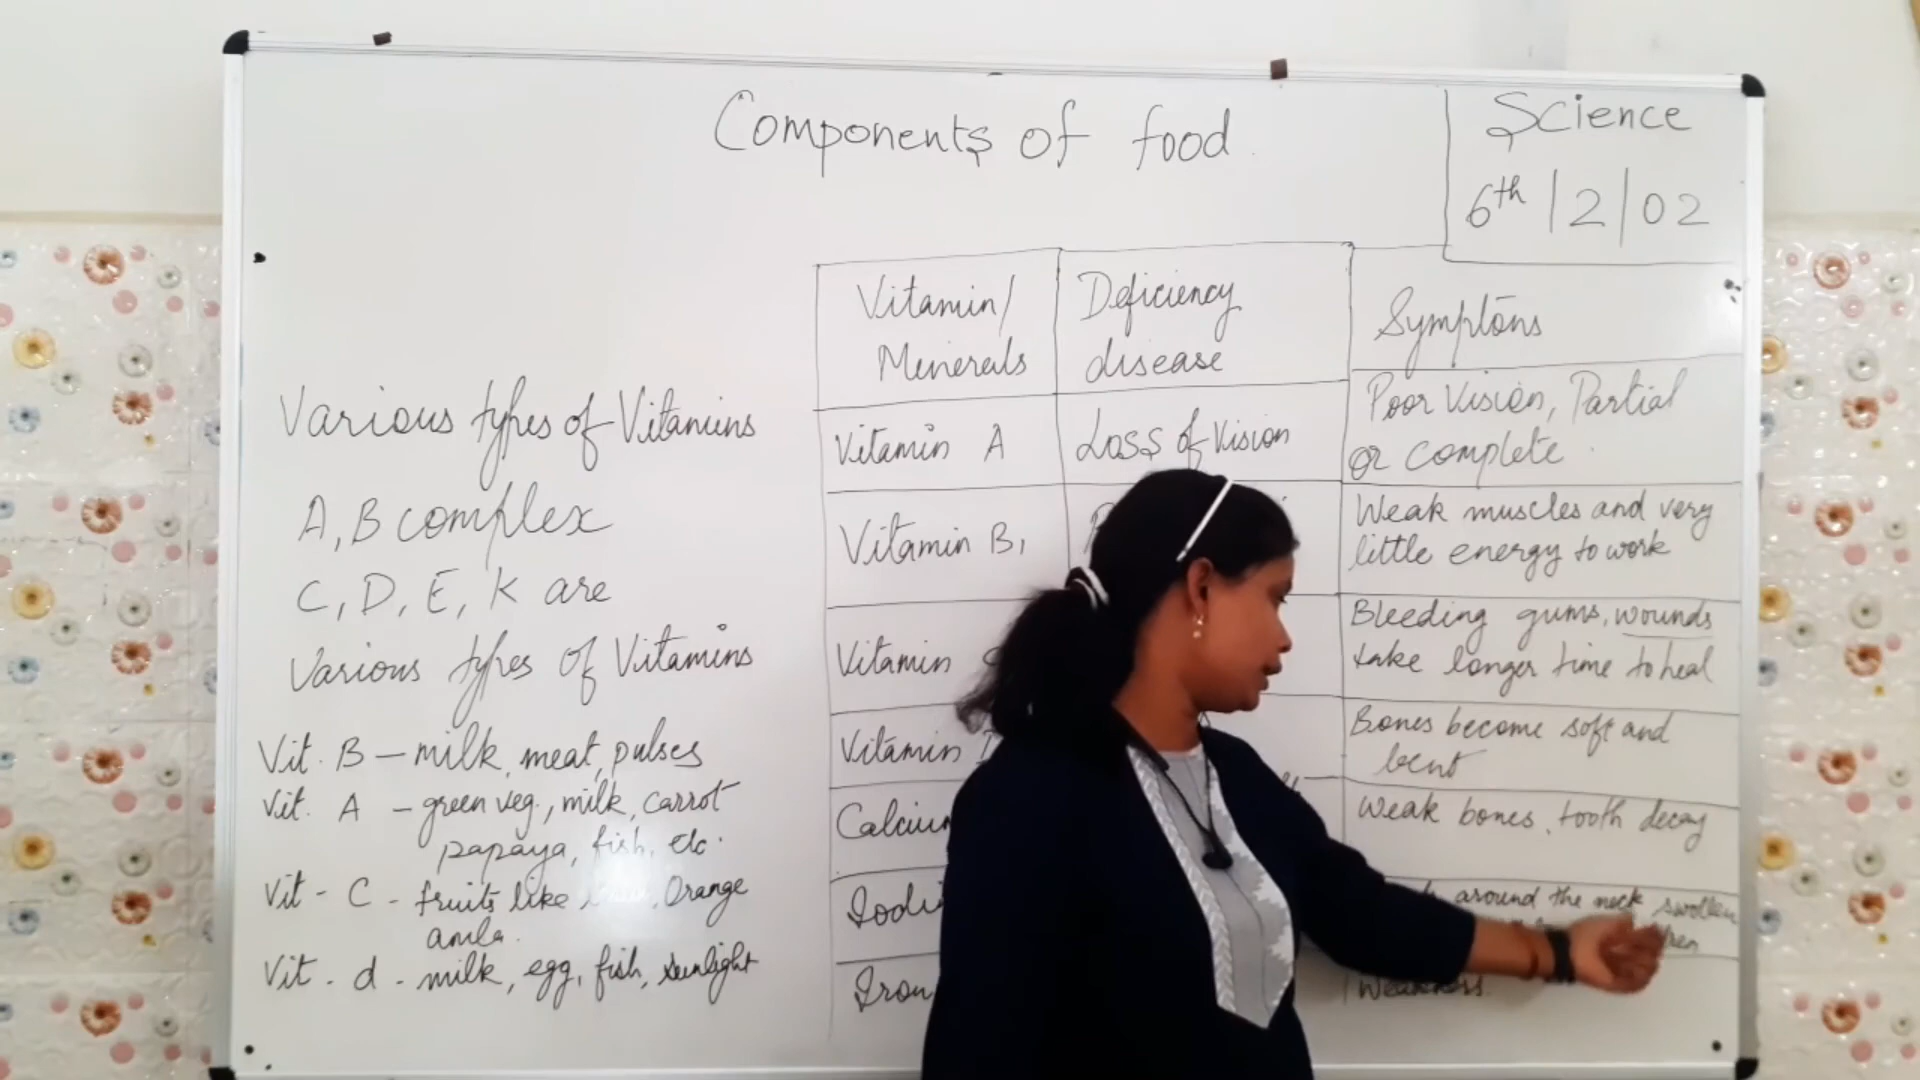 Components of food
Science
6th / 2 / 02
Various types of Vitamins
A, B complex
C, D, E, K are
Various types of Vitamins
Vit. B – milk, meat, pulses
Vit. A – green veg., milk, carrot
papaya, fish, etc.
Vit - C - fruits like Orange
amla.
Vit - d - milk, egg, fish, sunlight
Vitamin/
Minerals
Deficiency
disease
Symptoms
Vitamin A
Loss of Vision
Poor Vision, Partial
or complete.
Vitamin B1
Weak muscles and very
little energy to work
Vitamin
Bleeding gums, wounds
take longer time to heal
Vitamin
Bones become soft and
bent
Weak bones, tooth decay
around the neck swollen
Iron
Weakness.